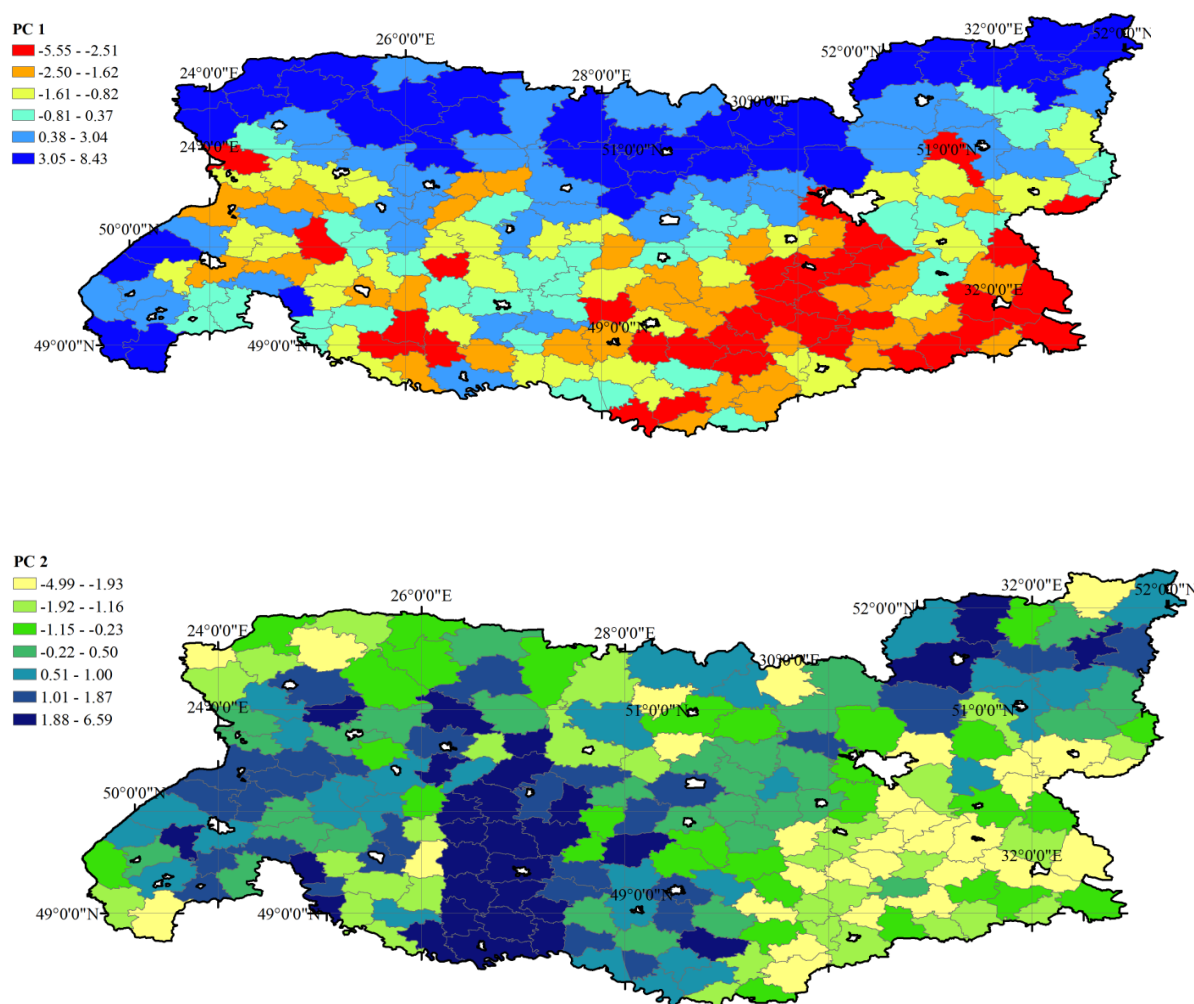 PC 1
-5.55 - -2.51
-2.50 - -1.62
-1.61 - -0.82
-0.81 - 0.37
0.38 - 3.04
3.05 - 8.43
26°0'0"E
32°0'0"E
52°0'0"N
52°0'0"N
24°0'0"E
28°0'0"E
30°0'0"E
24°0'0"E
51°0'0"N
51°0'0"N
50°0'0"N
32°0'0"E
49°0'0"N
49°0'0"N
49°0'0"N
PC 2
-4.99 - -1.93
-1.92 - -1.16
-1.15 - -0.23
-0.22 - 0.50
0.51 - 1.00
1.01 - 1.87
1.88 - 6.59
26°0'0"E
32°0'0"E
52°0'0"N
52°0'0"N
24°0'0"E
28°0'0"E
30°0'0"E
24°0'0"E
51°0'0"N
51°0'0"N
50°0'0"N
32°0'0"E
49°0'0"N
49°0'0"N
49°0'0"N